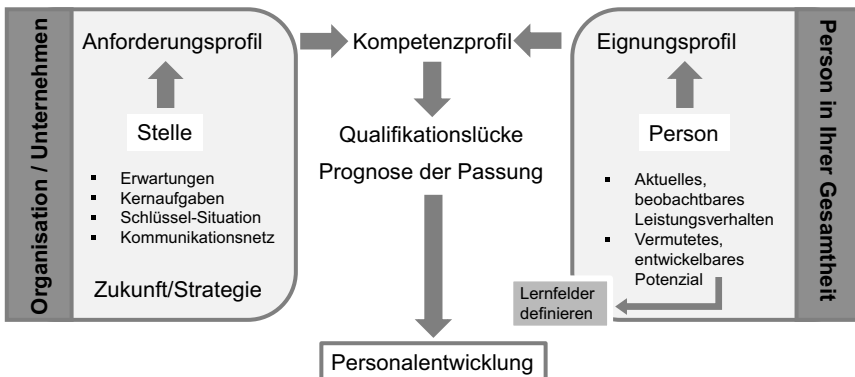 Organisation / Unternehmen
Anforderungsprofil
Stelle
▪ Erwartungen
▪ Kernaufgaben
▪ Schlüssel-Situation
▪ Kommunikationsnetz
Zukunft/Strategie
Kompetenzprofil
Qualifikationslücke
Prognose der Passung
Personalentwicklung
Eignungsprofil
Person
▪ Aktuelles,
beobachtbares
Leistungsverhalten
▪ Vermutetes,
entwickelbares
Potenzial
Lernfelder
definieren
Person in Ihrer Gesamtheit